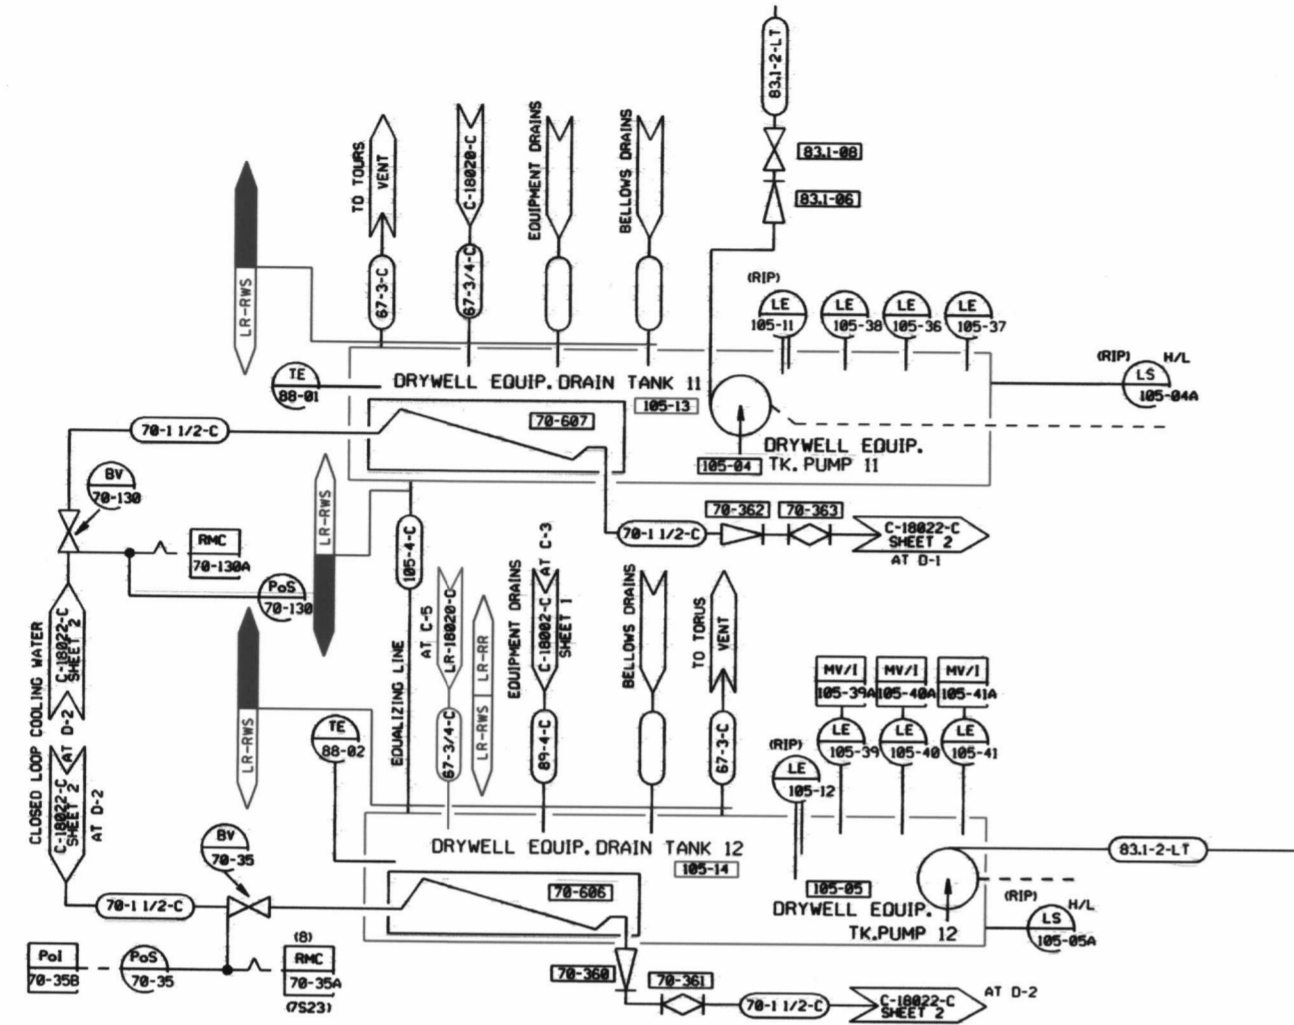 83.1-2-LT
83.1-08
83.1-06
TO TOURS
VENT
67-3-C
C-18020-C
67-3/4-C
EQUIPMENT DRAINS
BELLOWS DRAINS
LR-RWS
(RIP)
LE
105-11
LE
105-38
LE
105-36
LE
105-37
(RIP)
H/L
LS
105-04A
TE
88-01
DRYWELL EQUIP. DRAIN TANK 11
105-13
70-1 1/2-C
70-607
DRYWELL EQUIP.
TK. PUMP 11
105-04
BV
70-130
RMC
70-130A
PoS
70-130
LR-RWS
105-4-C
EQUALIZING LINE
70-362
70-363
70-1 1/2-C
C-18022-C
SHEET 2
AT D-1
CLOSED LOOP COOLING WATER
C-18022-C
SHEET 2
AT D-2
C-18022-C
SHEET 2
AT D-2
LR-RWS
TE
88-02
AT C-5
LR-18020-C
67-3/4-C
LR-RWS
LR-RR
EQUIPMENT DRAINS
C-18002-C
SHEET 1
AT C-3
89-4-C
BELLOWS DRAINS
TO TORUS
VENT
67-3-C
MV/I
105-39A
MV/I
105-40A
MV/I
105-41A
LE
105-39
LE
105-40
LE
105-41
(RIP)
LE
105-12
DRYWELL EQUIP. DRAIN TANK 12
105-14
83.1-2-LT
BV
70-35
70-1 1/2-C
70-606
105-05
DRYWELL EQUIP.
TK.PUMP 12
(RIP)
H/L
LS
105-05A
PoI
70-35B
PoS
70-35
(8)
RMC
70-35A
(7S23)
70-360
70-361
70-1 1/2-C
C-18022-C
SHEET 2
AT D-2